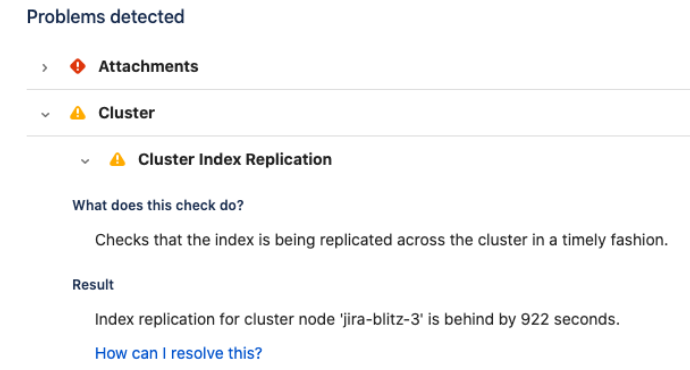 Problems detected
Attachments
Cluster
Cluster Index Replication
What does this check do?
Checks that the index is being replicated across the cluster in a timely fashion.
Result
Index replication for cluster node 'jira-blitz-3' is behind by 922 seconds.
How can I resolve this?